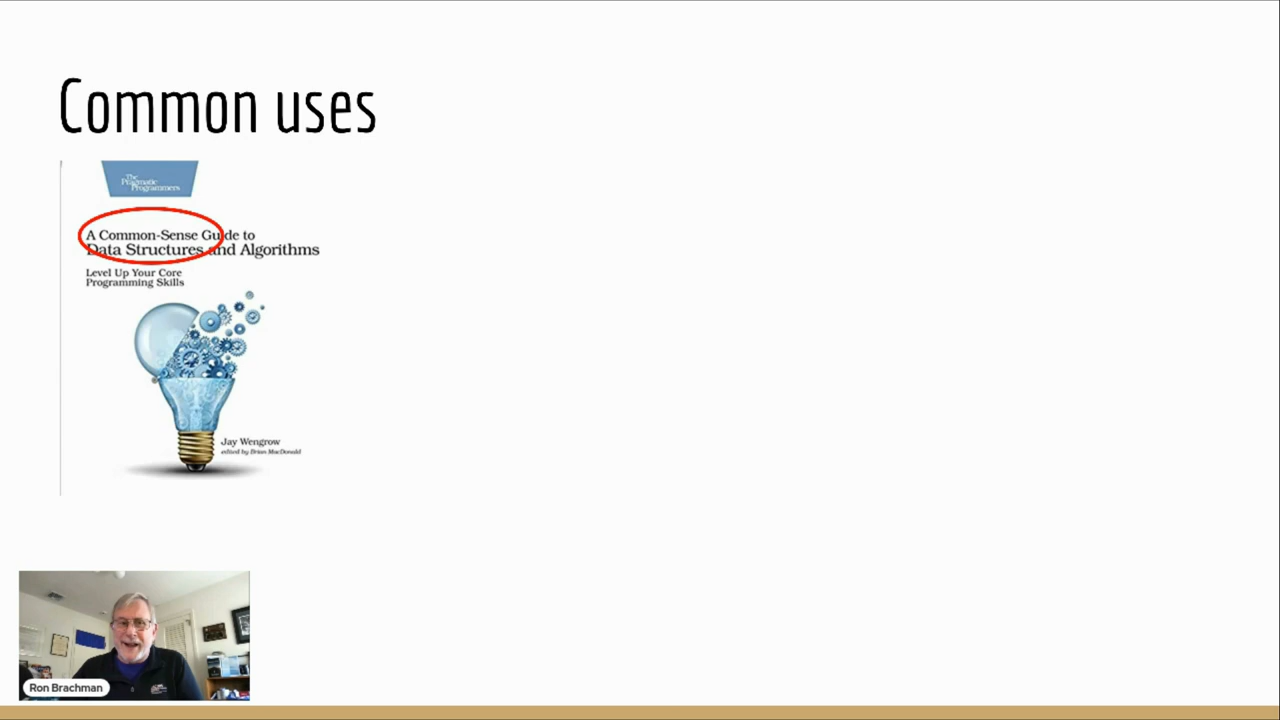 Common uses
The
Pragmatic
Programmers
A Common-Sense Guide to
Data Structures and Algorithms
Level Up Your Core
Programming Skills
Jay Wengrow
edited by Brian MacDonald
Ron Brachman